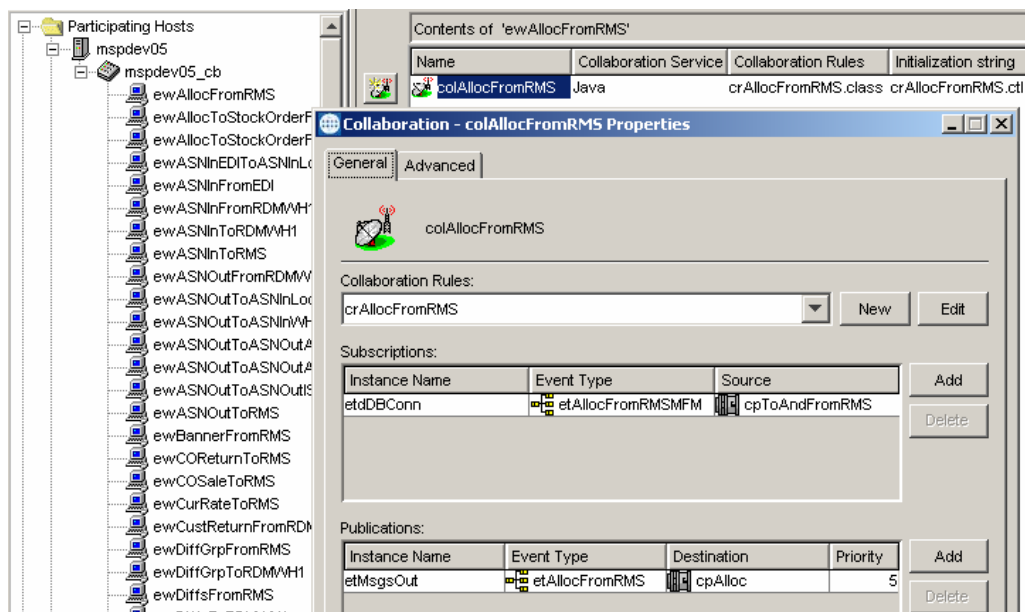 Participating Hosts
mspdev05
mspdev05_cb
ewAllocFromRMS
ewAllocToStockOrderF
ewAllocToStockOrderF
ewASNInEDIToASNInLo
ewASNInFromEDI
ewASNInFromRDMWH1
ewASNInToRDMWH1
ewASNInToRMS
ewASNOutFromRDMW
ewASNOutToASNInLoc
ewASNOutToASNInWH
ewASNOutToASNOutA
ewASNOutToASNOutA
ewASNOutToASNOutIS
ewASNOutToRMS
ewBannerFromRMS
ewCOReturnToRMS
ewCOSaleToRMS
ewCurRateToRMS
ewCustReturnFromRDM
ewDiffGrpFromRMS
ewDiffGrpToRDMWH1
ewDiffsFromRMS
Contents of 'ewAllocFromRMS'
Name Collaboration Service Collaboration Rules Initialization string
colAllocFromRMS Java crAllocFromRMS.class crAllocFromRMS.ctl
Collaboration - colAllocFromRMS Properties
General Advanced
colAllocFromRMS
Collaboration Rules:
crAllocFromRMS New Edit
Subscriptions:
Instance Name Event Type Source Add
etdDBConn etAllocFromRMSMFM cpToAndFromRMS
Delete
Publications:
Instance Name Event Type Destination Priority Add
etMsgsOut etAllocFromRMS cpAlloc 5
Delete